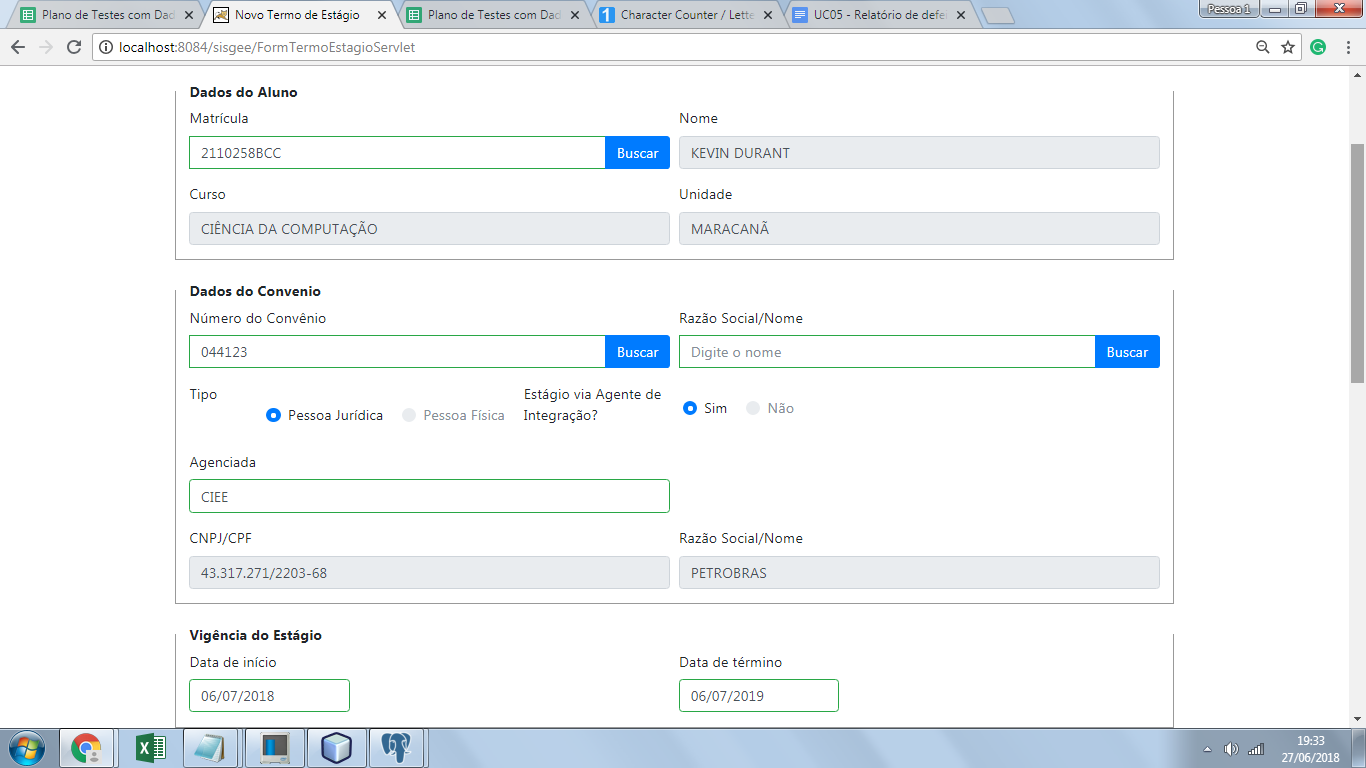 Plano de Testes com Dad
Novo Termo de Estágio
Plano de Testes com Dad
Character Counter / Lette
UC05 - Relatório de defei
Pessoa 1
localhost:8084/sisgee/FormTermoEstagioServlet
Dados do Aluno
Matrícula Nome
2110258BCC Buscar KEVIN DURANT
Curso Unidade
CIÊNCIA DA COMPUTAÇÃO MARACANÃ
Dados do Convenio
Número do Convênio Razão Social/Nome
044123 Buscar Digite o nome Buscar
Tipo Pessoa Jurídica Pessoa Física
Estágio via Agente de
Integração? Sim Não
Agenciada
CIEE
CNPJ/CPF Razão Social/Nome
43.317.271/2203-68 PETROBRAS
Vigência do Estágio
Data de início Data de término
06/07/2018 06/07/2019
19:33
27/06/2018